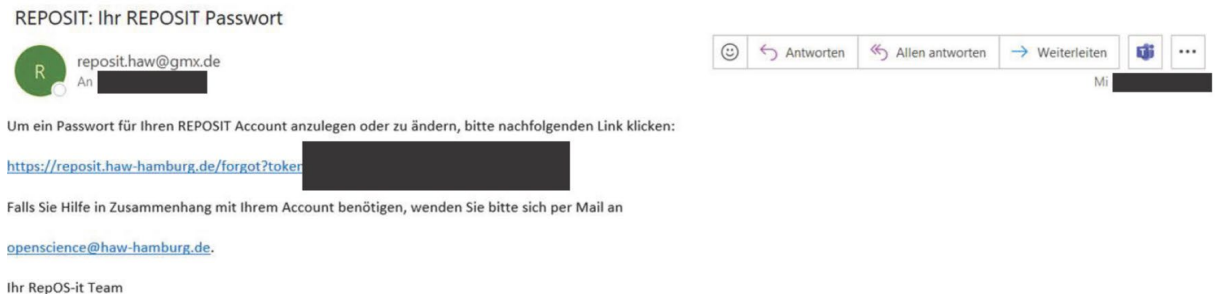 REPOSIT: Ihr REPOSIT Passwort
R
reposit.haw@gmx.de
An
Antworten
Allen antworten
Weiterleiten
Mi
Um ein Passwort für Ihren REPOSIT Account anzulegen oder zu ändern, bitte nachfolgenden Link klicken:
https://reposit.haw-hamburg.de/forgot?token
Falls Sie Hilfe in Zusammenhang mit Ihrem Account benötigen, wenden Sie bitte sich per Mail an
openscience@haw-hamburg.de.
Ihr RepOS-it Team